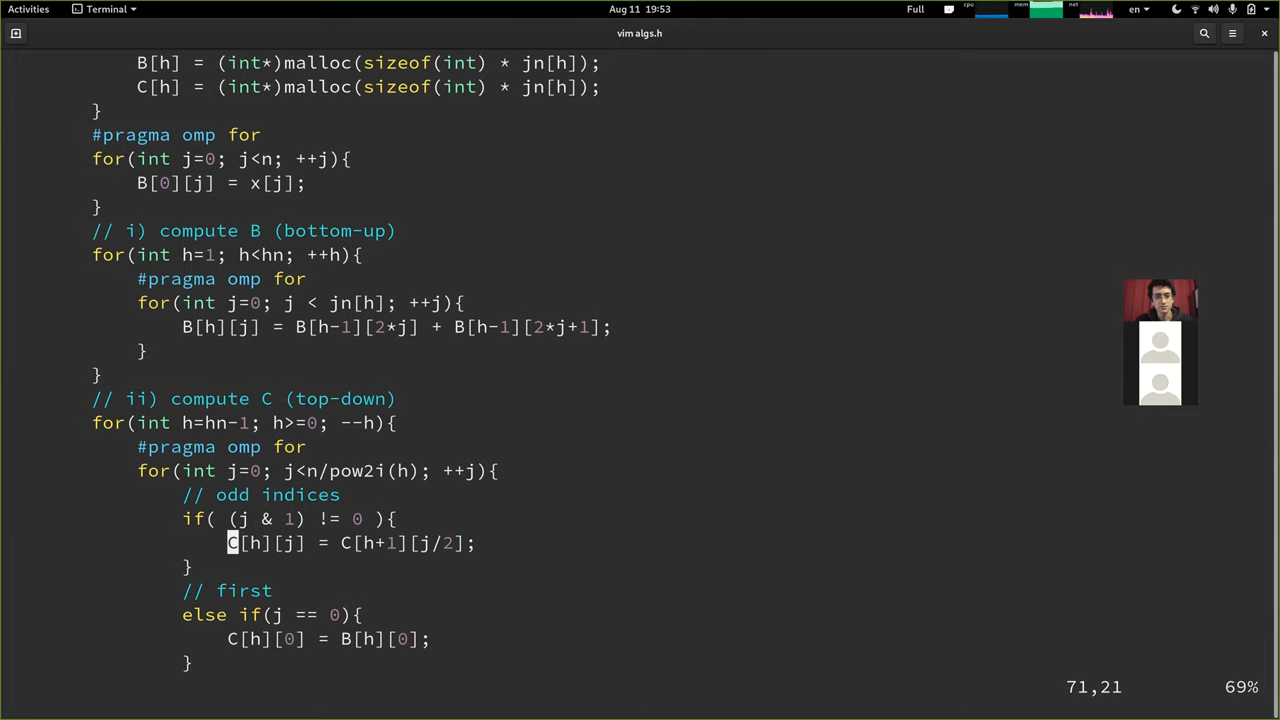 Activities
Terminal
Aug 11 19:53
Full
cpu
mem
net
en
vim algs.h
B[h] = (int*)malloc(sizeof(int) * jn[h]);
C[h] = (int*)malloc(sizeof(int) * jn[h]);
}
#pragma omp for
for(int j=0; j<n; ++j){
B[0][j] = x[j];
}
// i) compute B (bottom-up)
for(int h=1; h<hn; ++h){
#pragma omp for
for(int j=0; j < jn[h]; ++j){
B[h][j] = B[h-1][2*j] + B[h-1][2*j+1];
}
}
// ii) compute C (top-down)
for(int h=hn-1; h>=0; --h){
#pragma omp for
for(int j=0; j<n/pow2i(h); ++j){
// odd indices
if( (j & 1) != 0 ){
C[h][j] = C[h+1][j/2];
}
// first
else if(j == 0){
C[h][0] = B[h][0];
}
71,21
69%